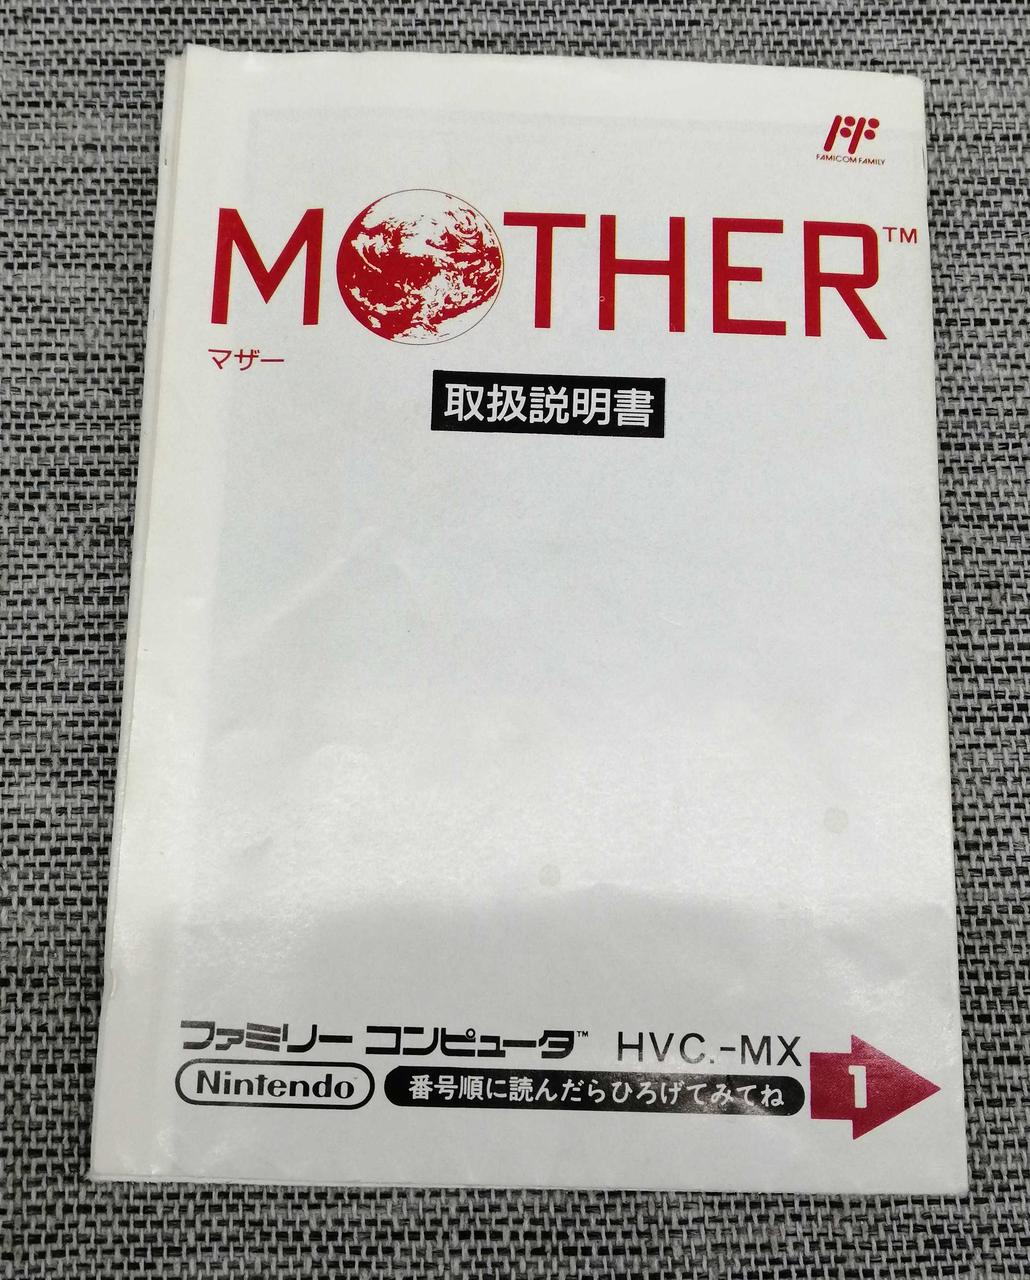 FAMICOM FAMILY
MOTHER™
マザー
取扱説明書
ファミリー コンピュータ™ HVC.-MX
Nintendo 番号順に読んだらひろげてみてね 1